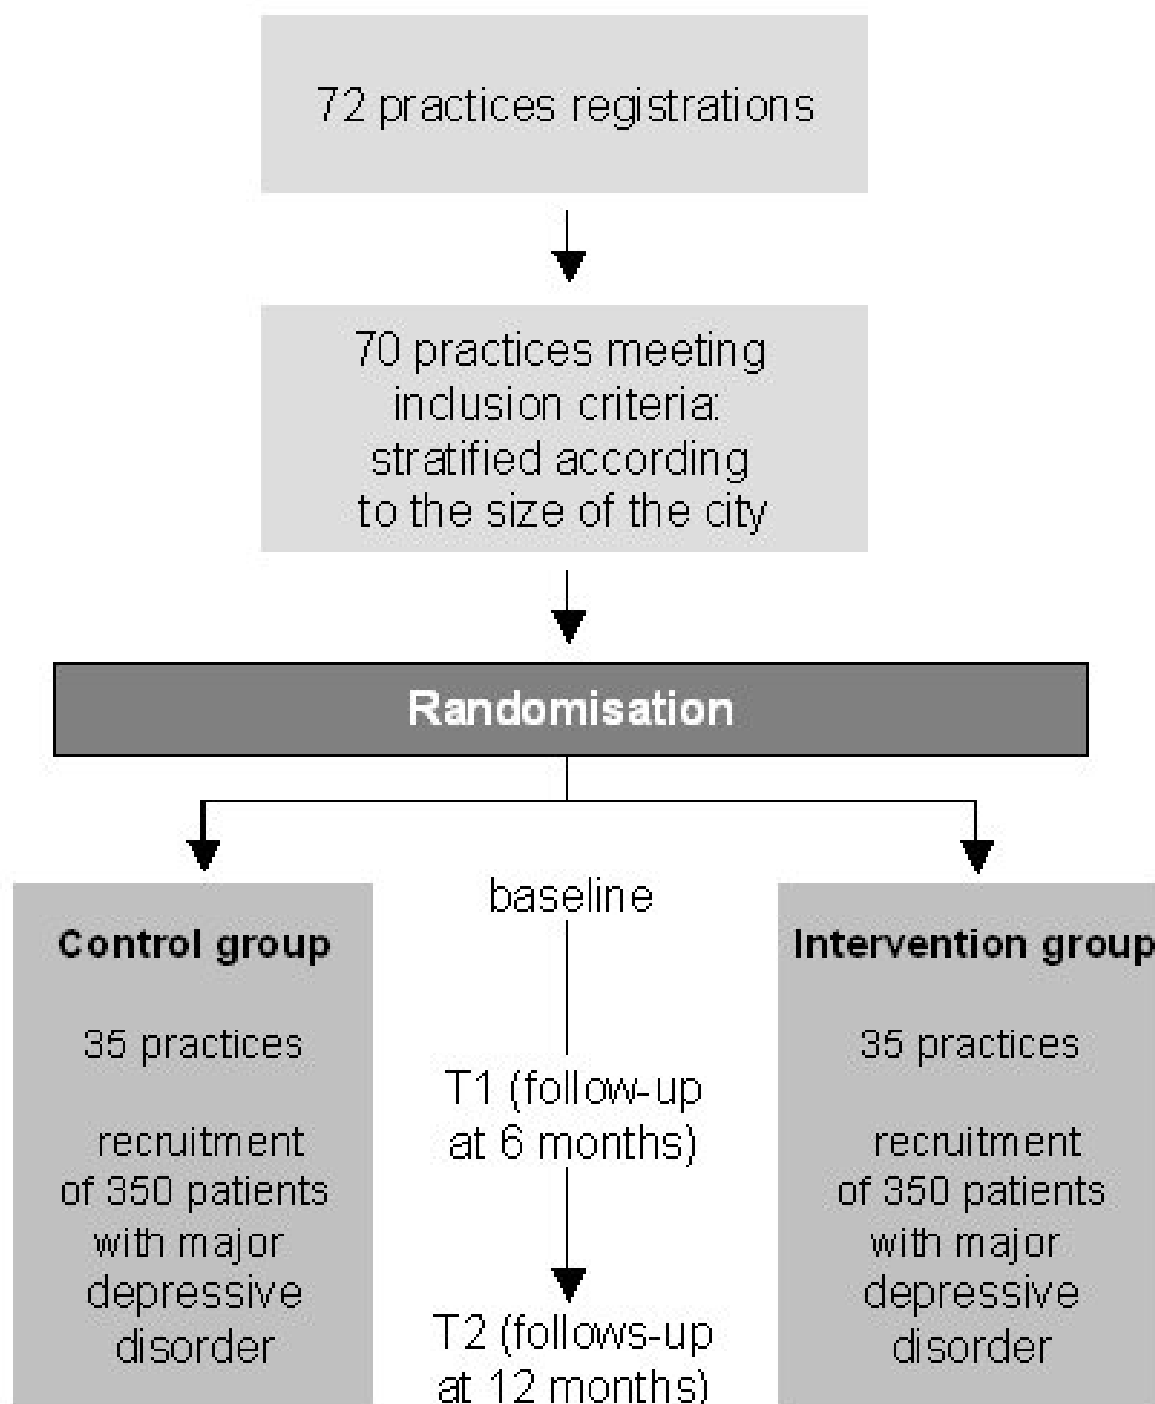 72 practices registrations
70 practices meeting
inclusion criteria:
stratified according
to the size of the city
Randomisation
Control group
35 practices
recruitment
of 350 patients
with major
depressive
disorder
baseline
T1 (follow-up
at 6 months)
T2 (follows-up
at 12 months)
Intervention group
35 practices
recruitment
of 350 patients
with major
depressive
disorder